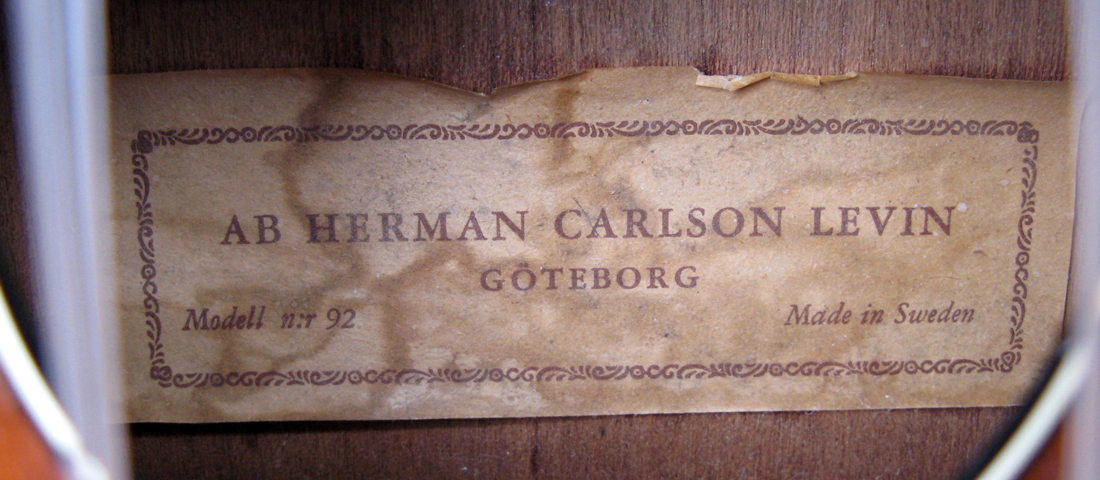 AB HERMAN CARLSON LEVIN
GÖTEBORG
Modell n:r 92 Made in Sweden